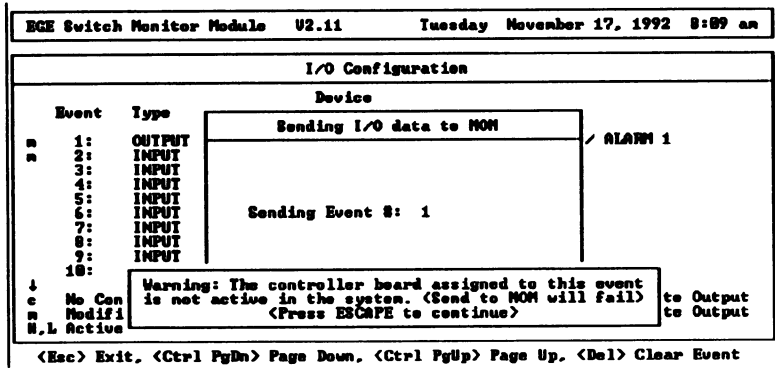 EGE Switch Monitor Module V2.11 Tuesday November 17, 1992 8:09 am
I/O Configuration
Device
Event Type
Sending I/O data to MOM
m 1: OUTPUT / ALARM 1
m 2: INPUT
3: INPUT
4: INPUT
5: INPUT
6: INPUT Sending Event #: 1
7: INPUT
8: INPUT
9: INPUT
10:
↓ Warning: The controller board assigned to this event
c No Con is not active in the system. (Send to MOM will fail) to Output
m Modifi <Press ESCAPE to continue> to Output
N,L Active
<Esc> Exit, <Ctrl PgDn> Page Down, <Ctrl PgUp> Page Up, <Del> Clear Event